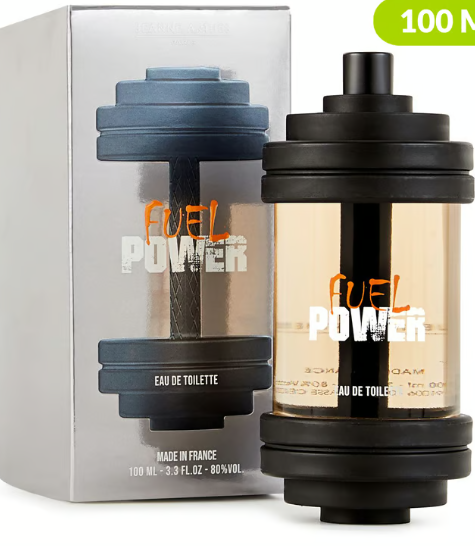 100 M
FUEL
POWER
EAU DE TOILETTE
MADE IN FRANCE
100 ML - 3.3 FL.OZ - 80%VOL.
FUEL
POWER
EAU DE TOILE